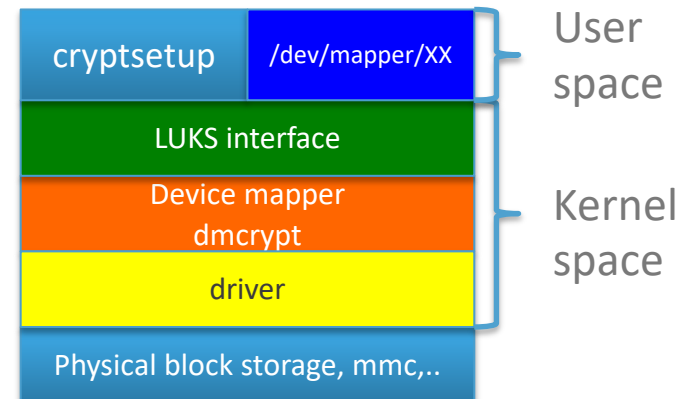 cryptsetup
/dev/mapper/XX
User
space
LUKS interface
Device mapper
dmcrypt
driver
Kernel
space
Physical block storage, mmc,..